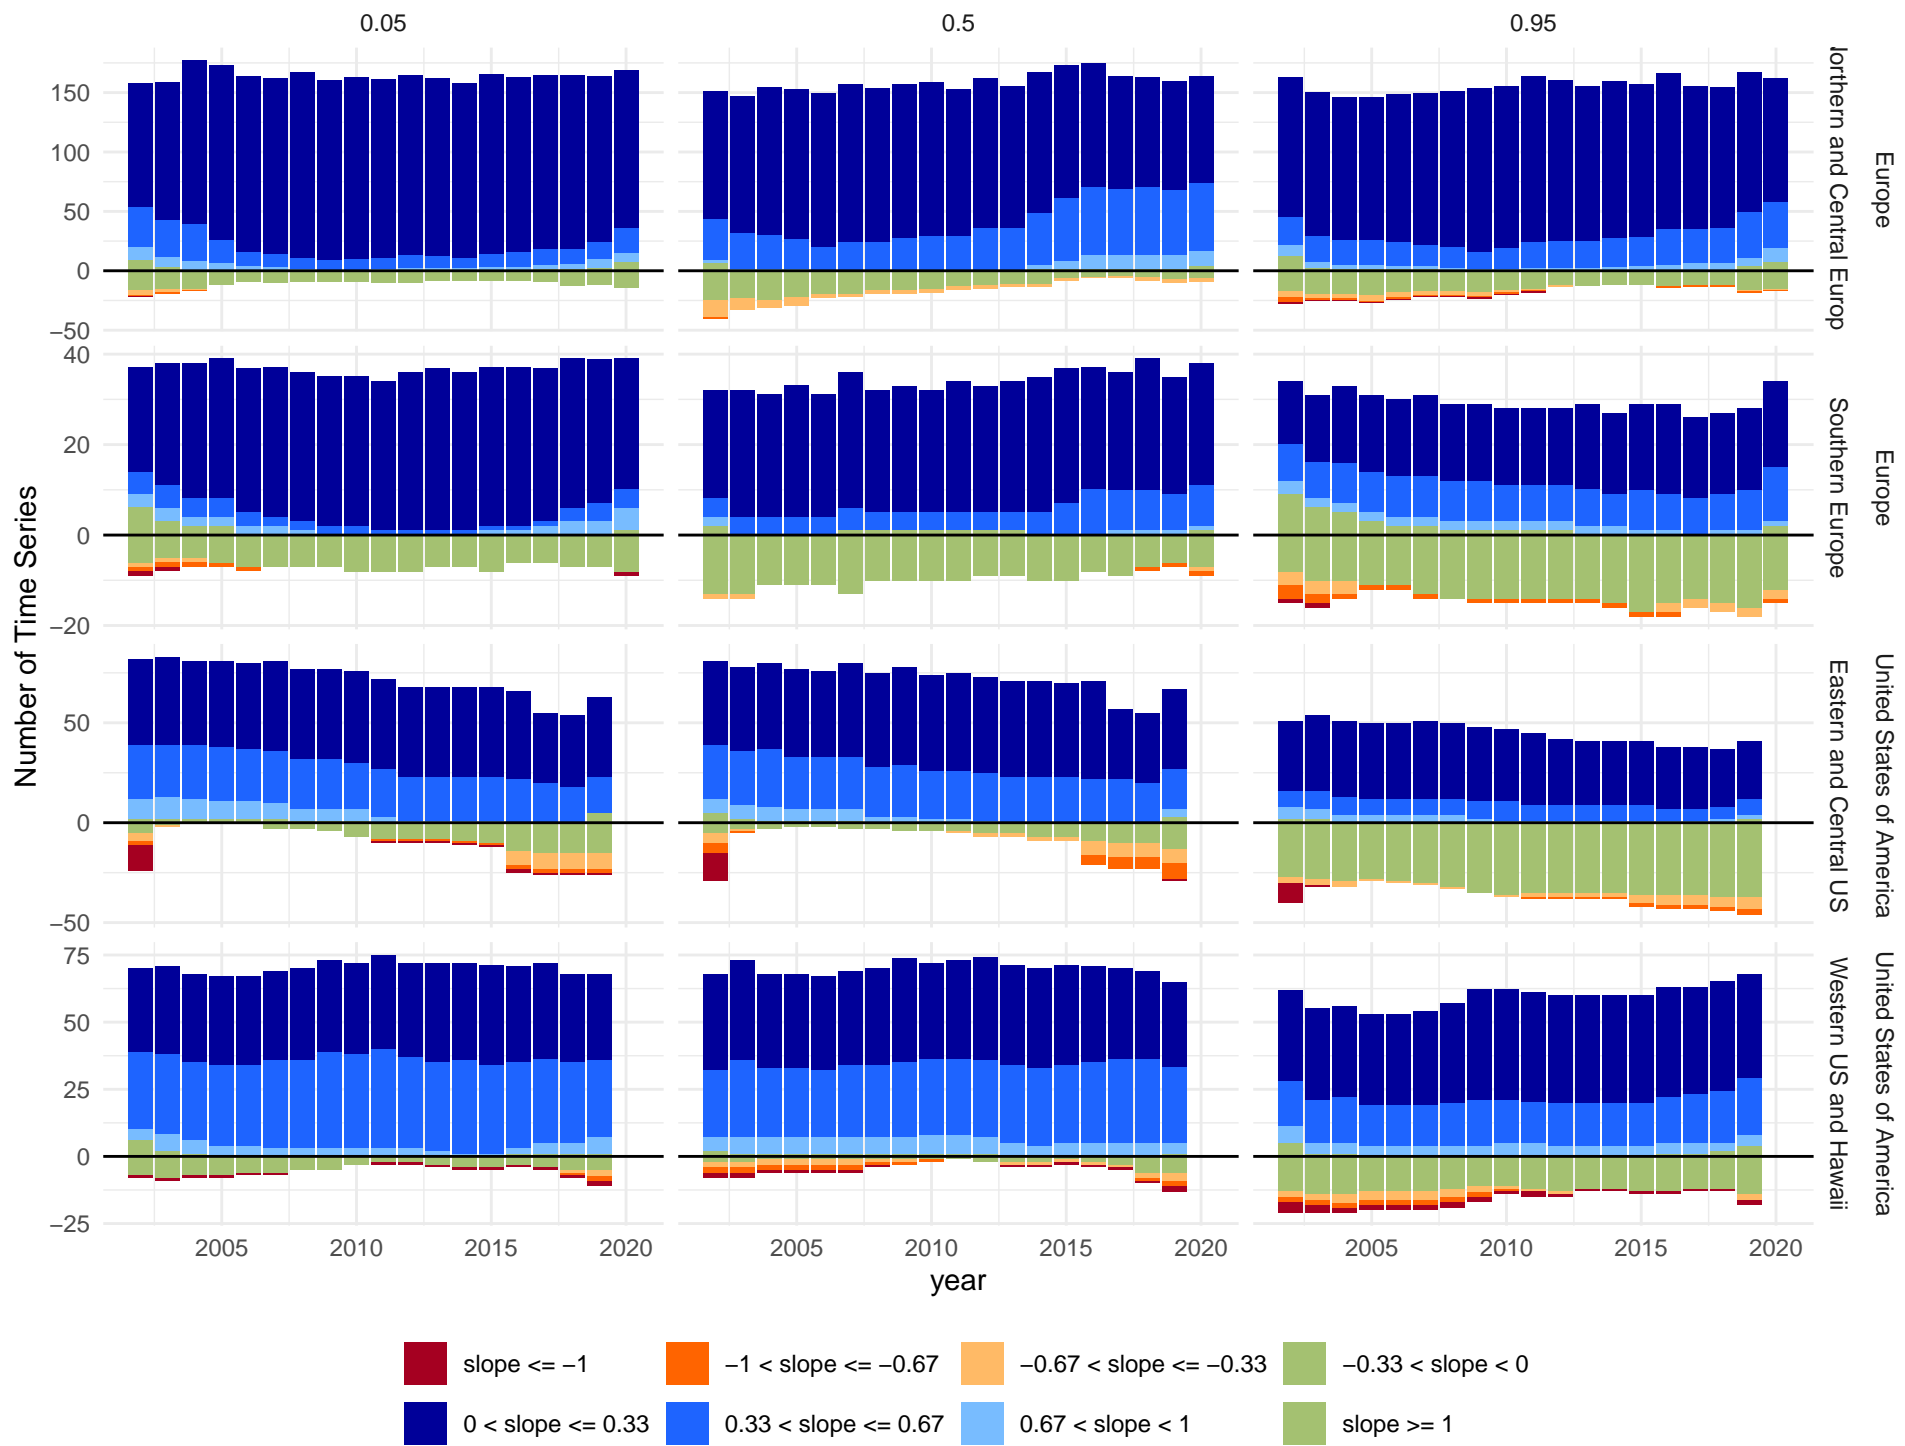 0.05
0.5
0.95
Number of Time Series
150
100
50
0
−50
orthern and Central Europ
Europe
40
20
0
−20
Southern Europe
Europe
50
0
−50
Eastern and Central US
United States of America
75
50
25
0
−25
Western US and Hawaii
United States of America
2005
2010
2015
2020
2005
2010
2015
2020
2005
2010
2015
2020
year
slope <= −1
−1 < slope <= −0.67
−0.67 < slope <= −0.33
−0.33 < slope < 0
0 < slope <= 0.33
0.33 < slope <= 0.67
0.67 < slope < 1
slope >= 1